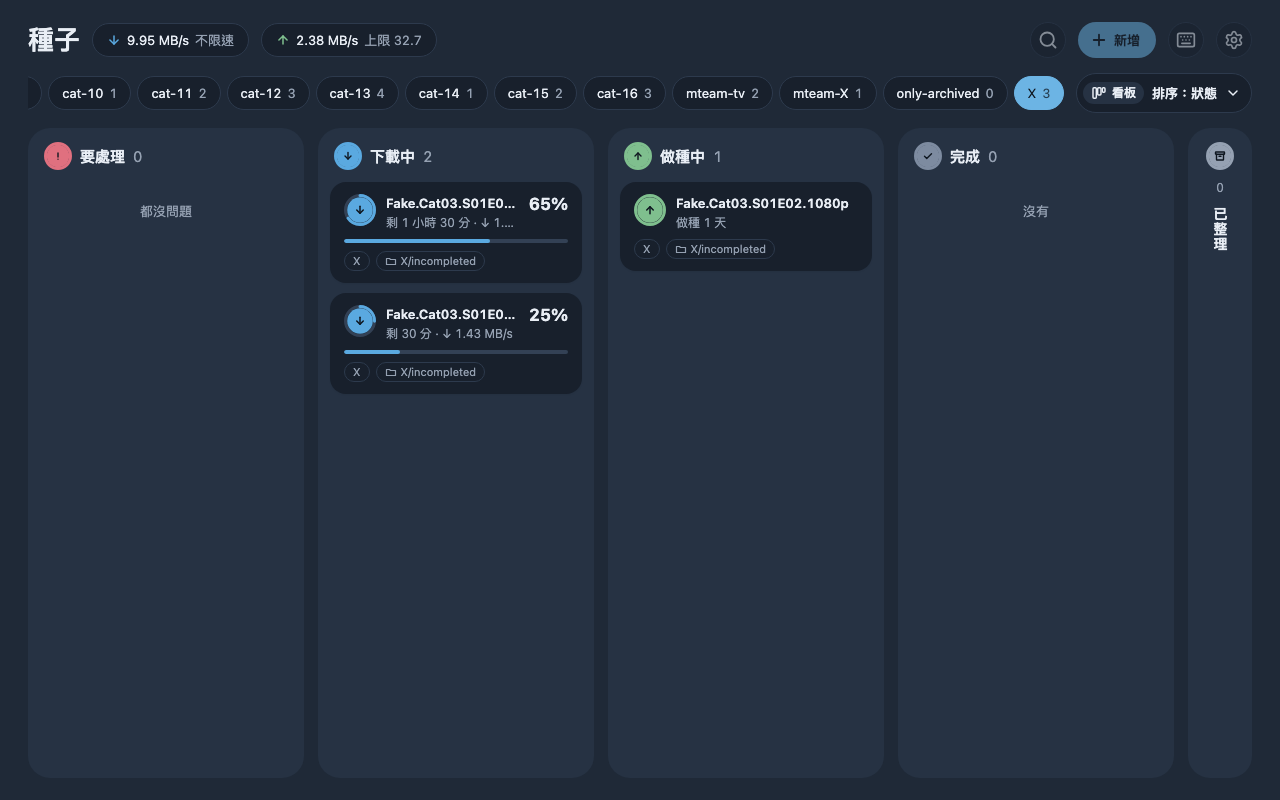 種子
9.95 MB/s 不限速
2.38 MB/s 上限 32.7
新增
cat-10 1
cat-11 2
cat-12 3
cat-13 4
cat-14 1
cat-15 2
cat-16 3
mteam-tv 2
mteam-X 1
only-archived 0
X 3
看板
排序：狀態
要處理 0
都沒問題
下載中 2
Fake.Cat03.S01E0... 65%
剩 1 小時 30 分 · ↓ 1....
X
X/incompleted
Fake.Cat03.S01E0... 25%
剩 30 分 · ↓ 1.43 MB/s
X
X/incompleted
做種中 1
Fake.Cat03.S01E02.1080p
做種 1 天
X
X/incompleted
完成 0
沒有
0
已整理